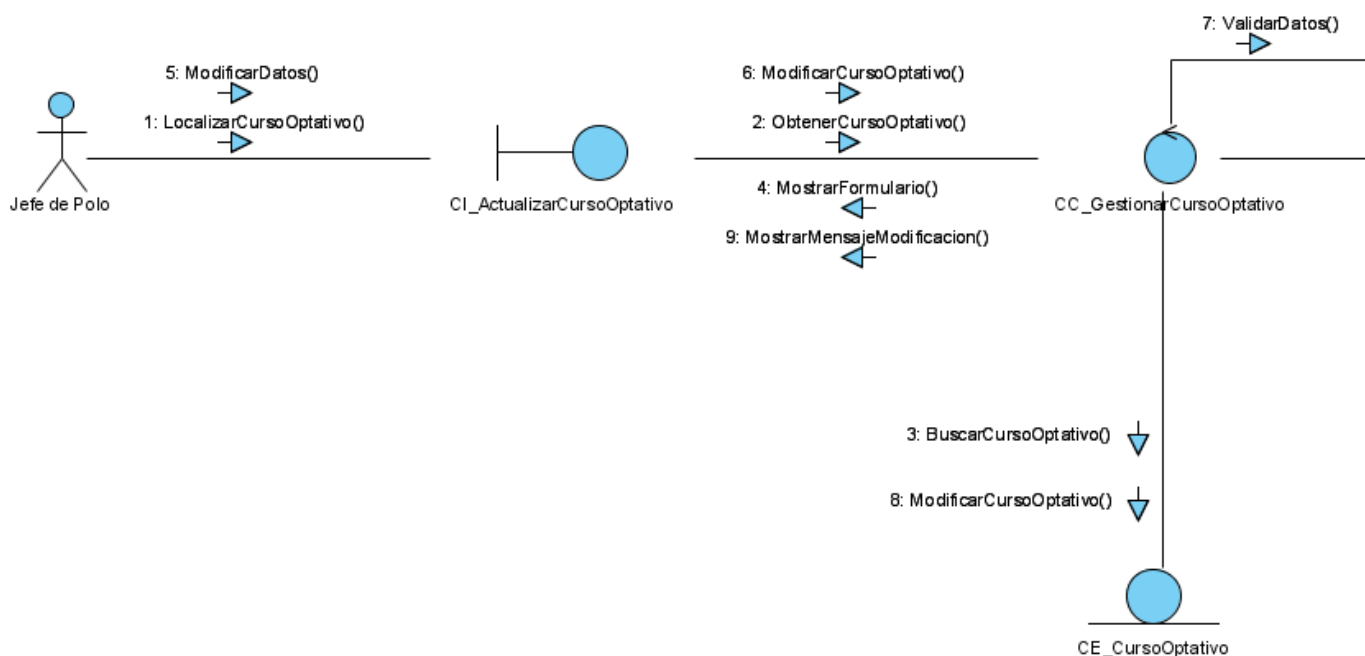 7: ValidarDatos()
5: ModificarDatos()
6: ModificarCursoOptativo()
1: LocalizarCursoOptativo()
2: ObtenerCursoOptativo()
4: MostrarFormulario()
Jefe de Polo
CI_ActualizarCursoOptativo
CC_GestionarCursoOptativo
9: MostrarMensajeModificacion()
3: BuscarCursoOptativo()
8: ModificarCursoOptativo()
CE_CursoOptativo